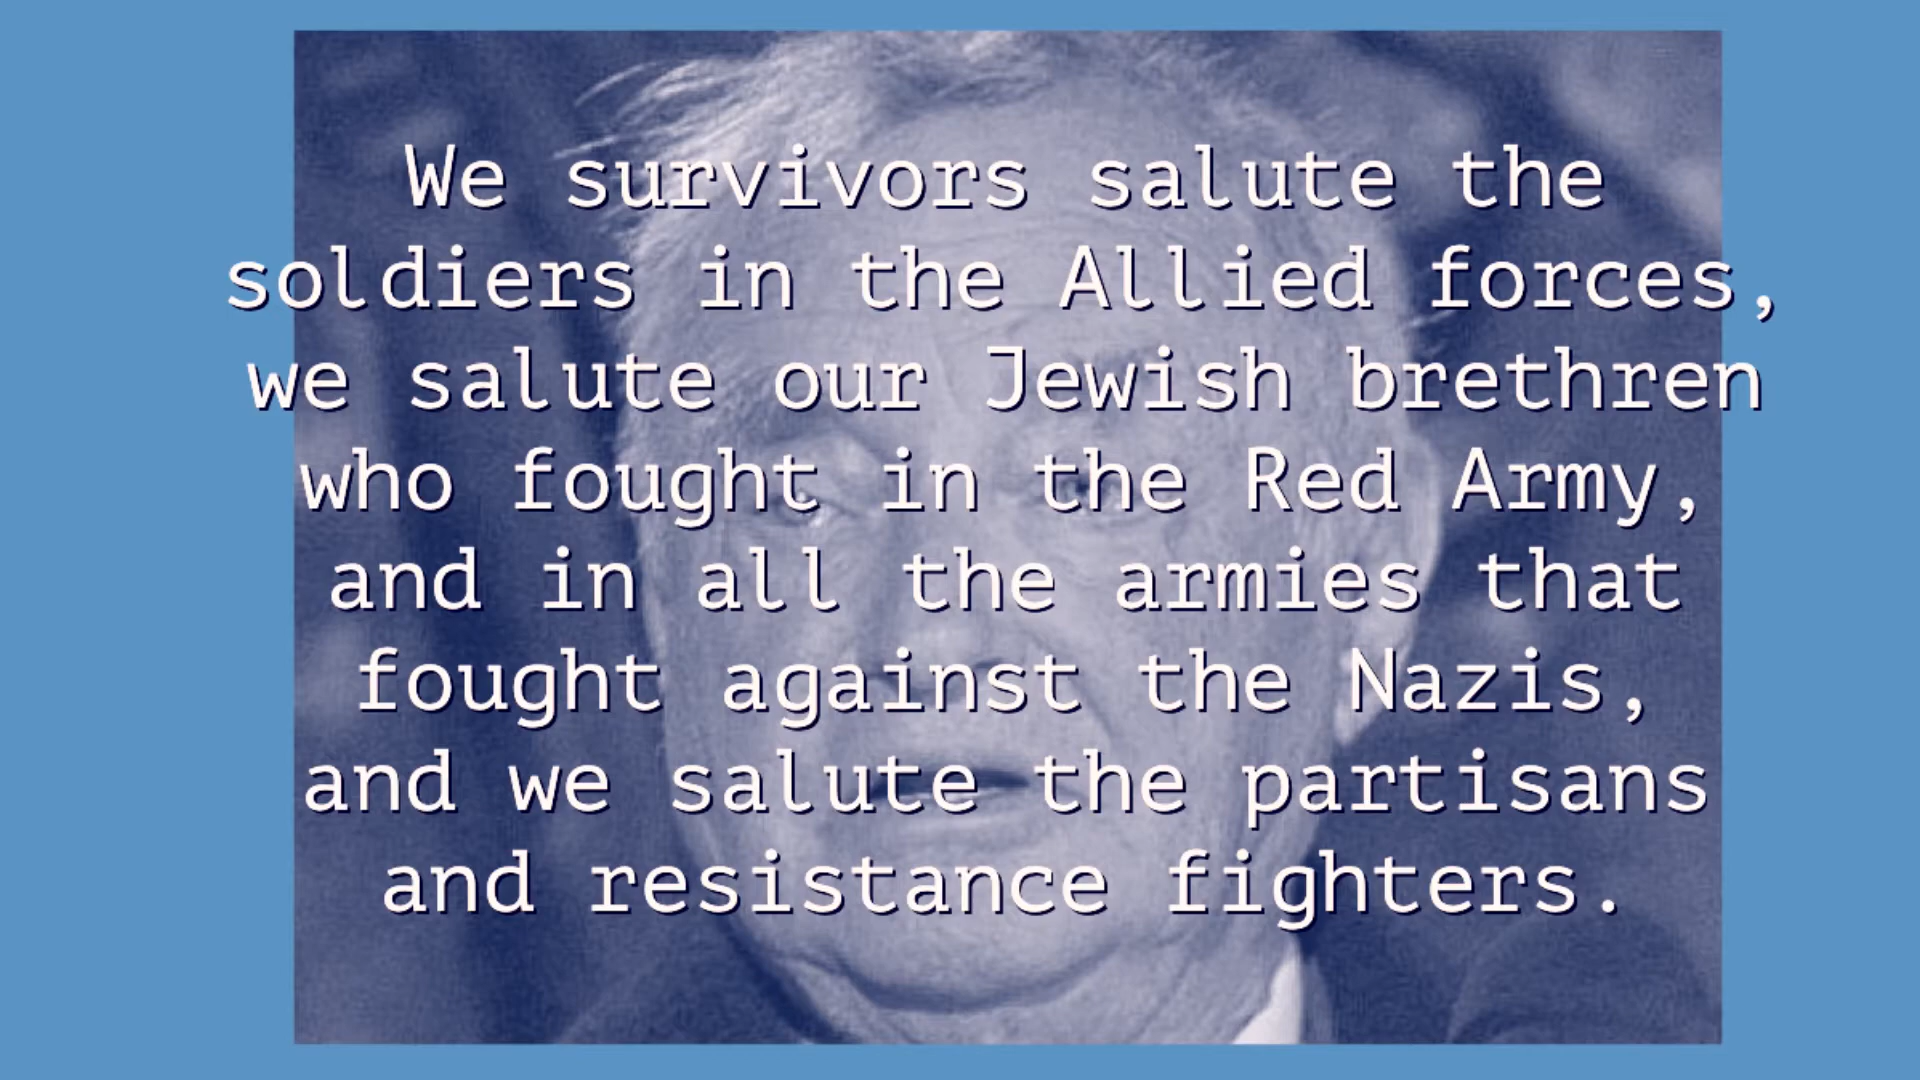 We survivors salute the
soldiers in the Allied forces,
we salute our Jewish brethren
who fought in the Red Army,
and in all the armies that
fought against the Nazis,
and we salute the partisans
and resistance fighters.